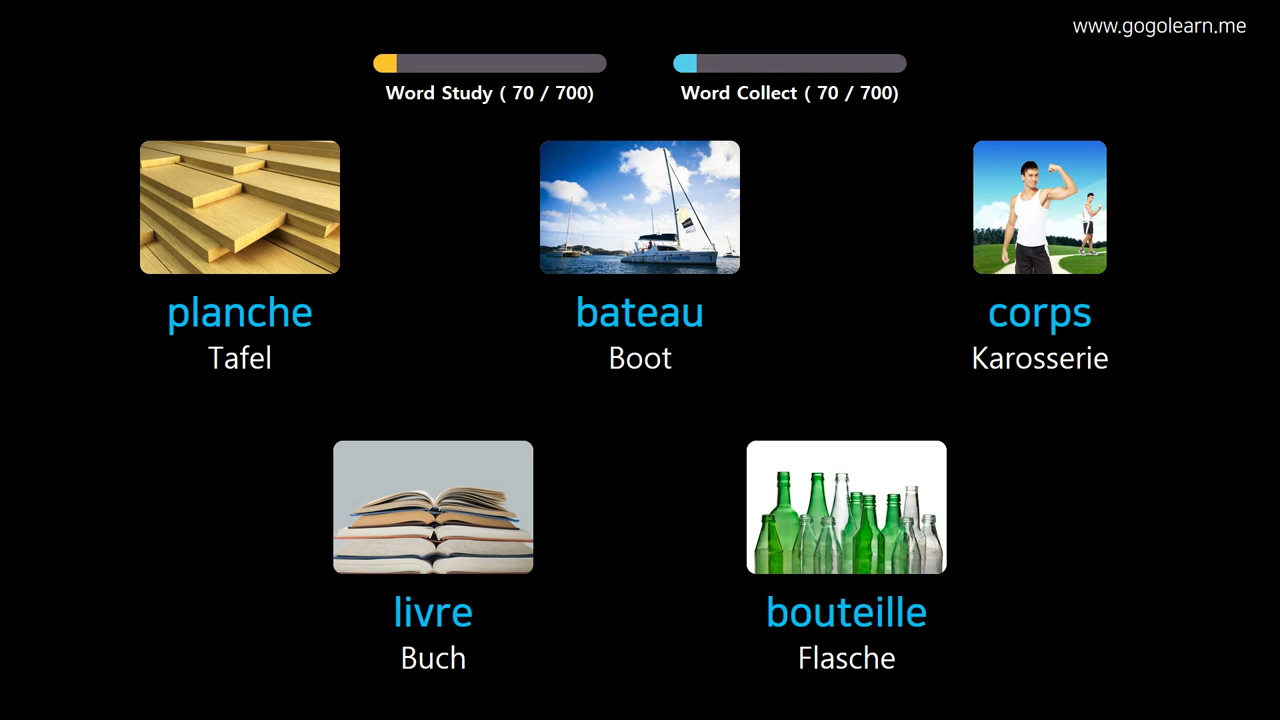 www.gogolearn.me
Word Study ( 70 / 700)
Word Collect ( 70 / 700)
planche
Tafel
bateau
Boot
corps
Karosserie
livre
Buch
bouteille
Flasche